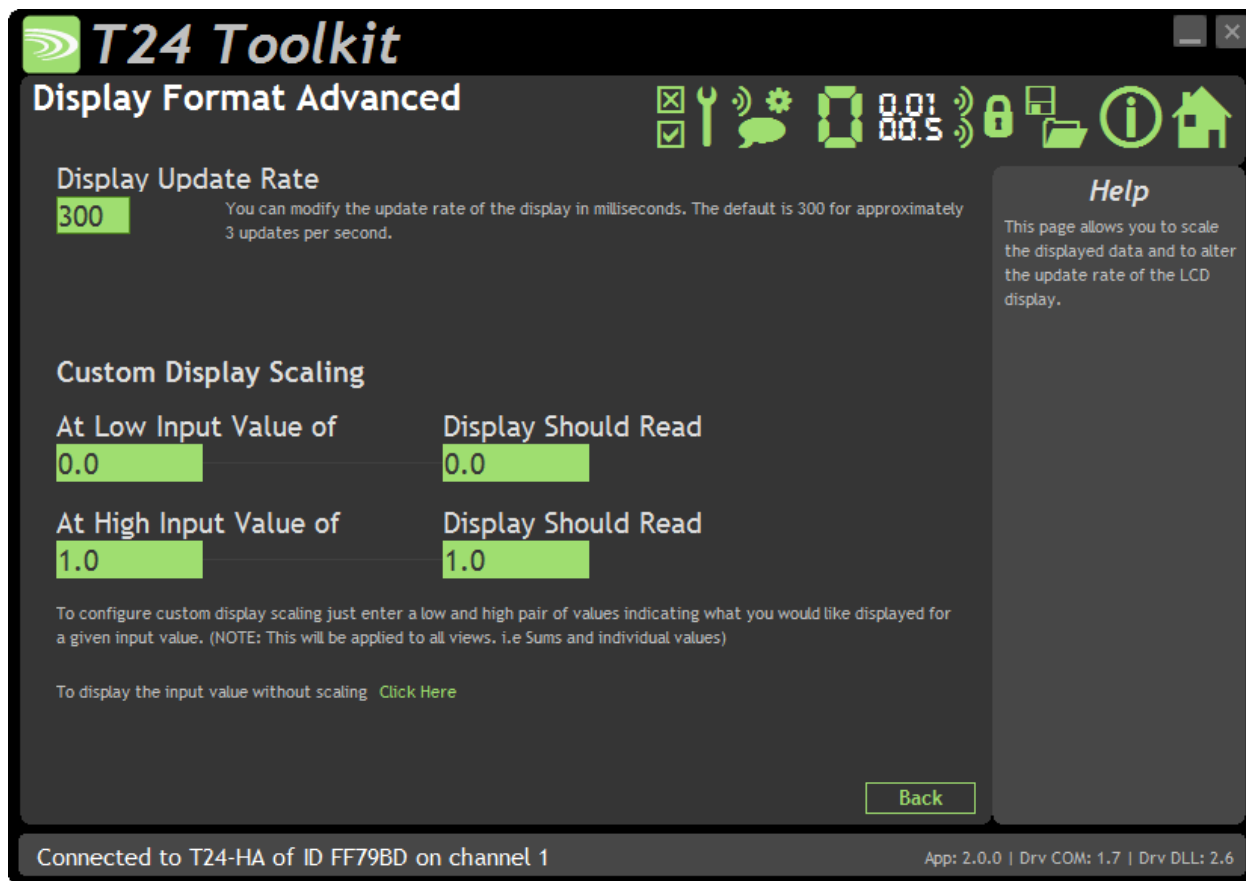 T24 Toolkit
Display Format Advanced
0.01
00.5
Display Update Rate
300
You can modify the update rate of the display in milliseconds. The default is 300 for approximately
3 updates per second.
Custom Display Scaling
At Low Input Value of
Display Should Read
0.0
0.0
At High Input Value of
Display Should Read
1.0
1.0
To configure custom display scaling just enter a low and high pair of values indicating what you would like displayed for
a given input value. (NOTE: This will be applied to all views. i.e Sums and individual values)
To display the input value without scaling Click Here
Back
Help
This page allows you to scale
the displayed data and to alter
the update rate of the LCD
display.
Connected to T24-HA of ID FF79BD on channel 1
App: 2.0.0 | Drv COM: 1.7 | Drv DLL: 2.6